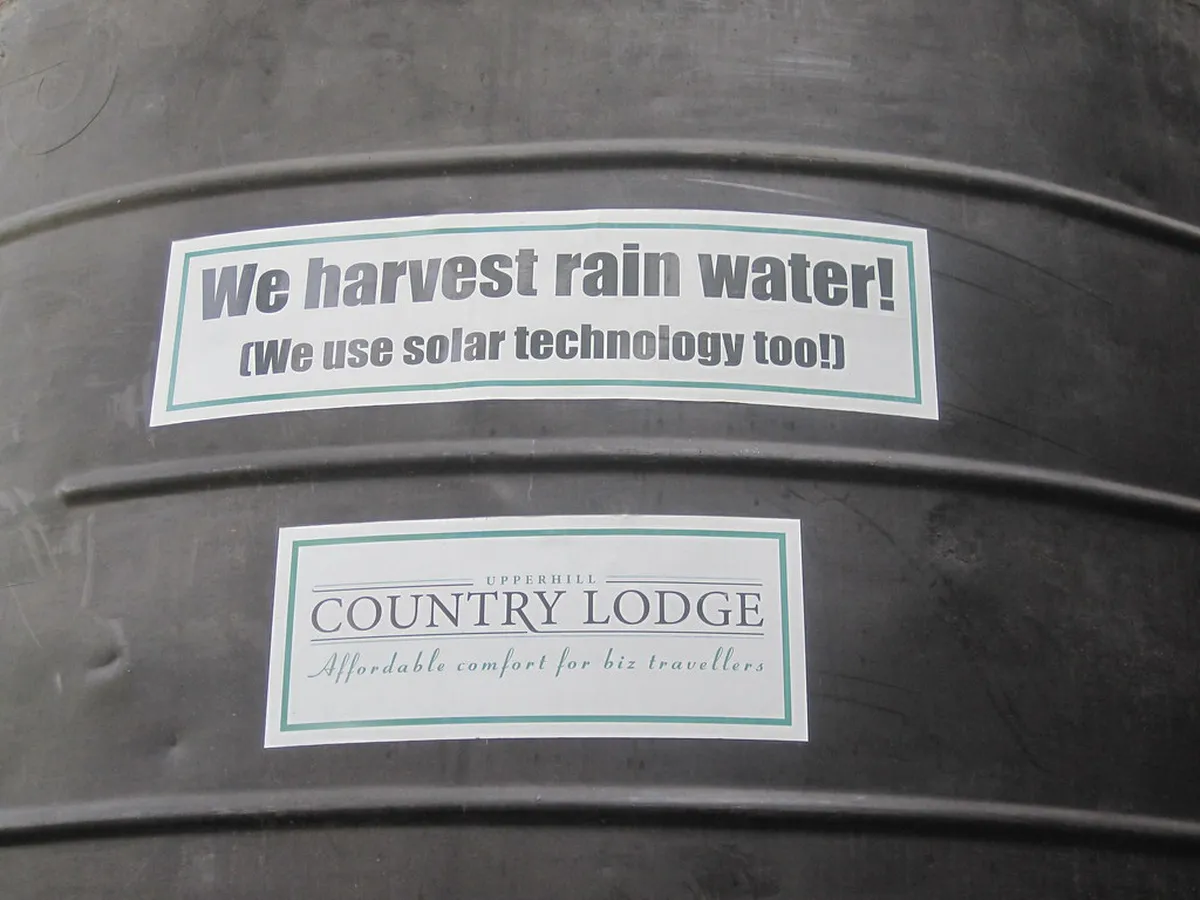 We harvest rain water!
(We use solar technology too!)
UPPERHILL
COUNTRY LODGE
Affordable comfort for biz travellers